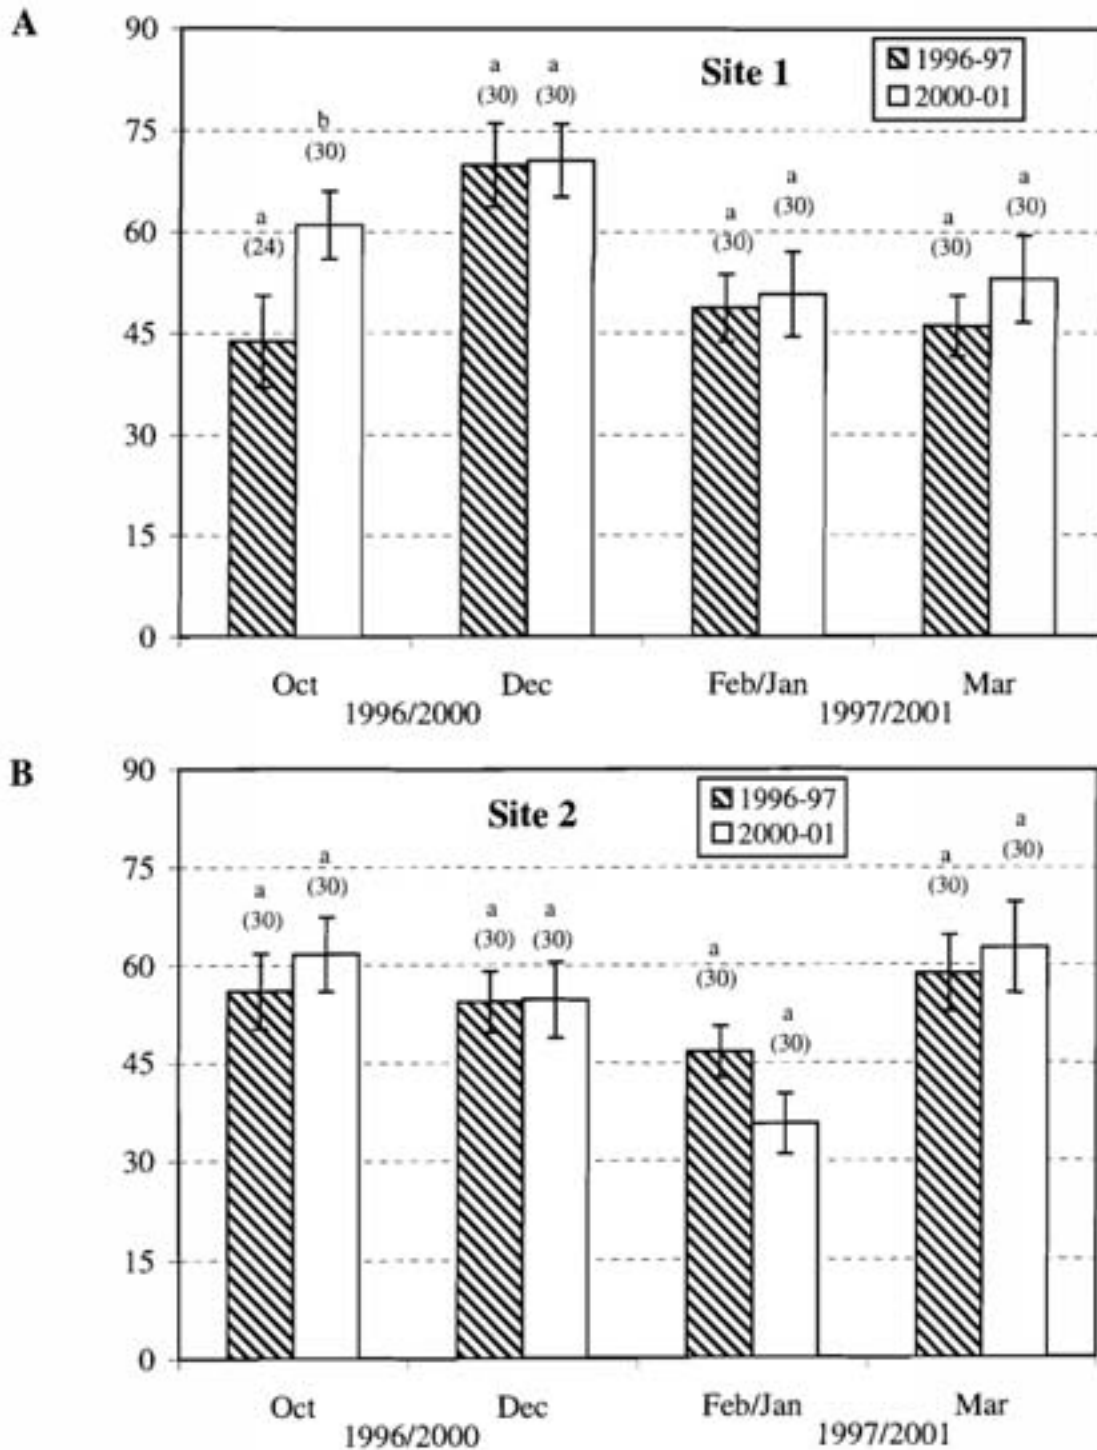 A
90
75
60
45
30
15
0
Site 1
1996-97
2000-01
a
(24)
b
(30)
a
(30)
a
(30)
a
(30)
a
(30)
a
(30)
a
(30)
Oct
Dec
Feb/Jan
Mar
1996/2000
1997/2001
B
90
75
60
45
30
15
0
Site 2
1996-97
2000-01
a
(30)
a
(30)
a
(30)
a
(30)
a
(30)
a
(30)
a
(30)
a
(30)
Oct
Dec
Feb/Jan
Mar
1996/2000
1997/2001